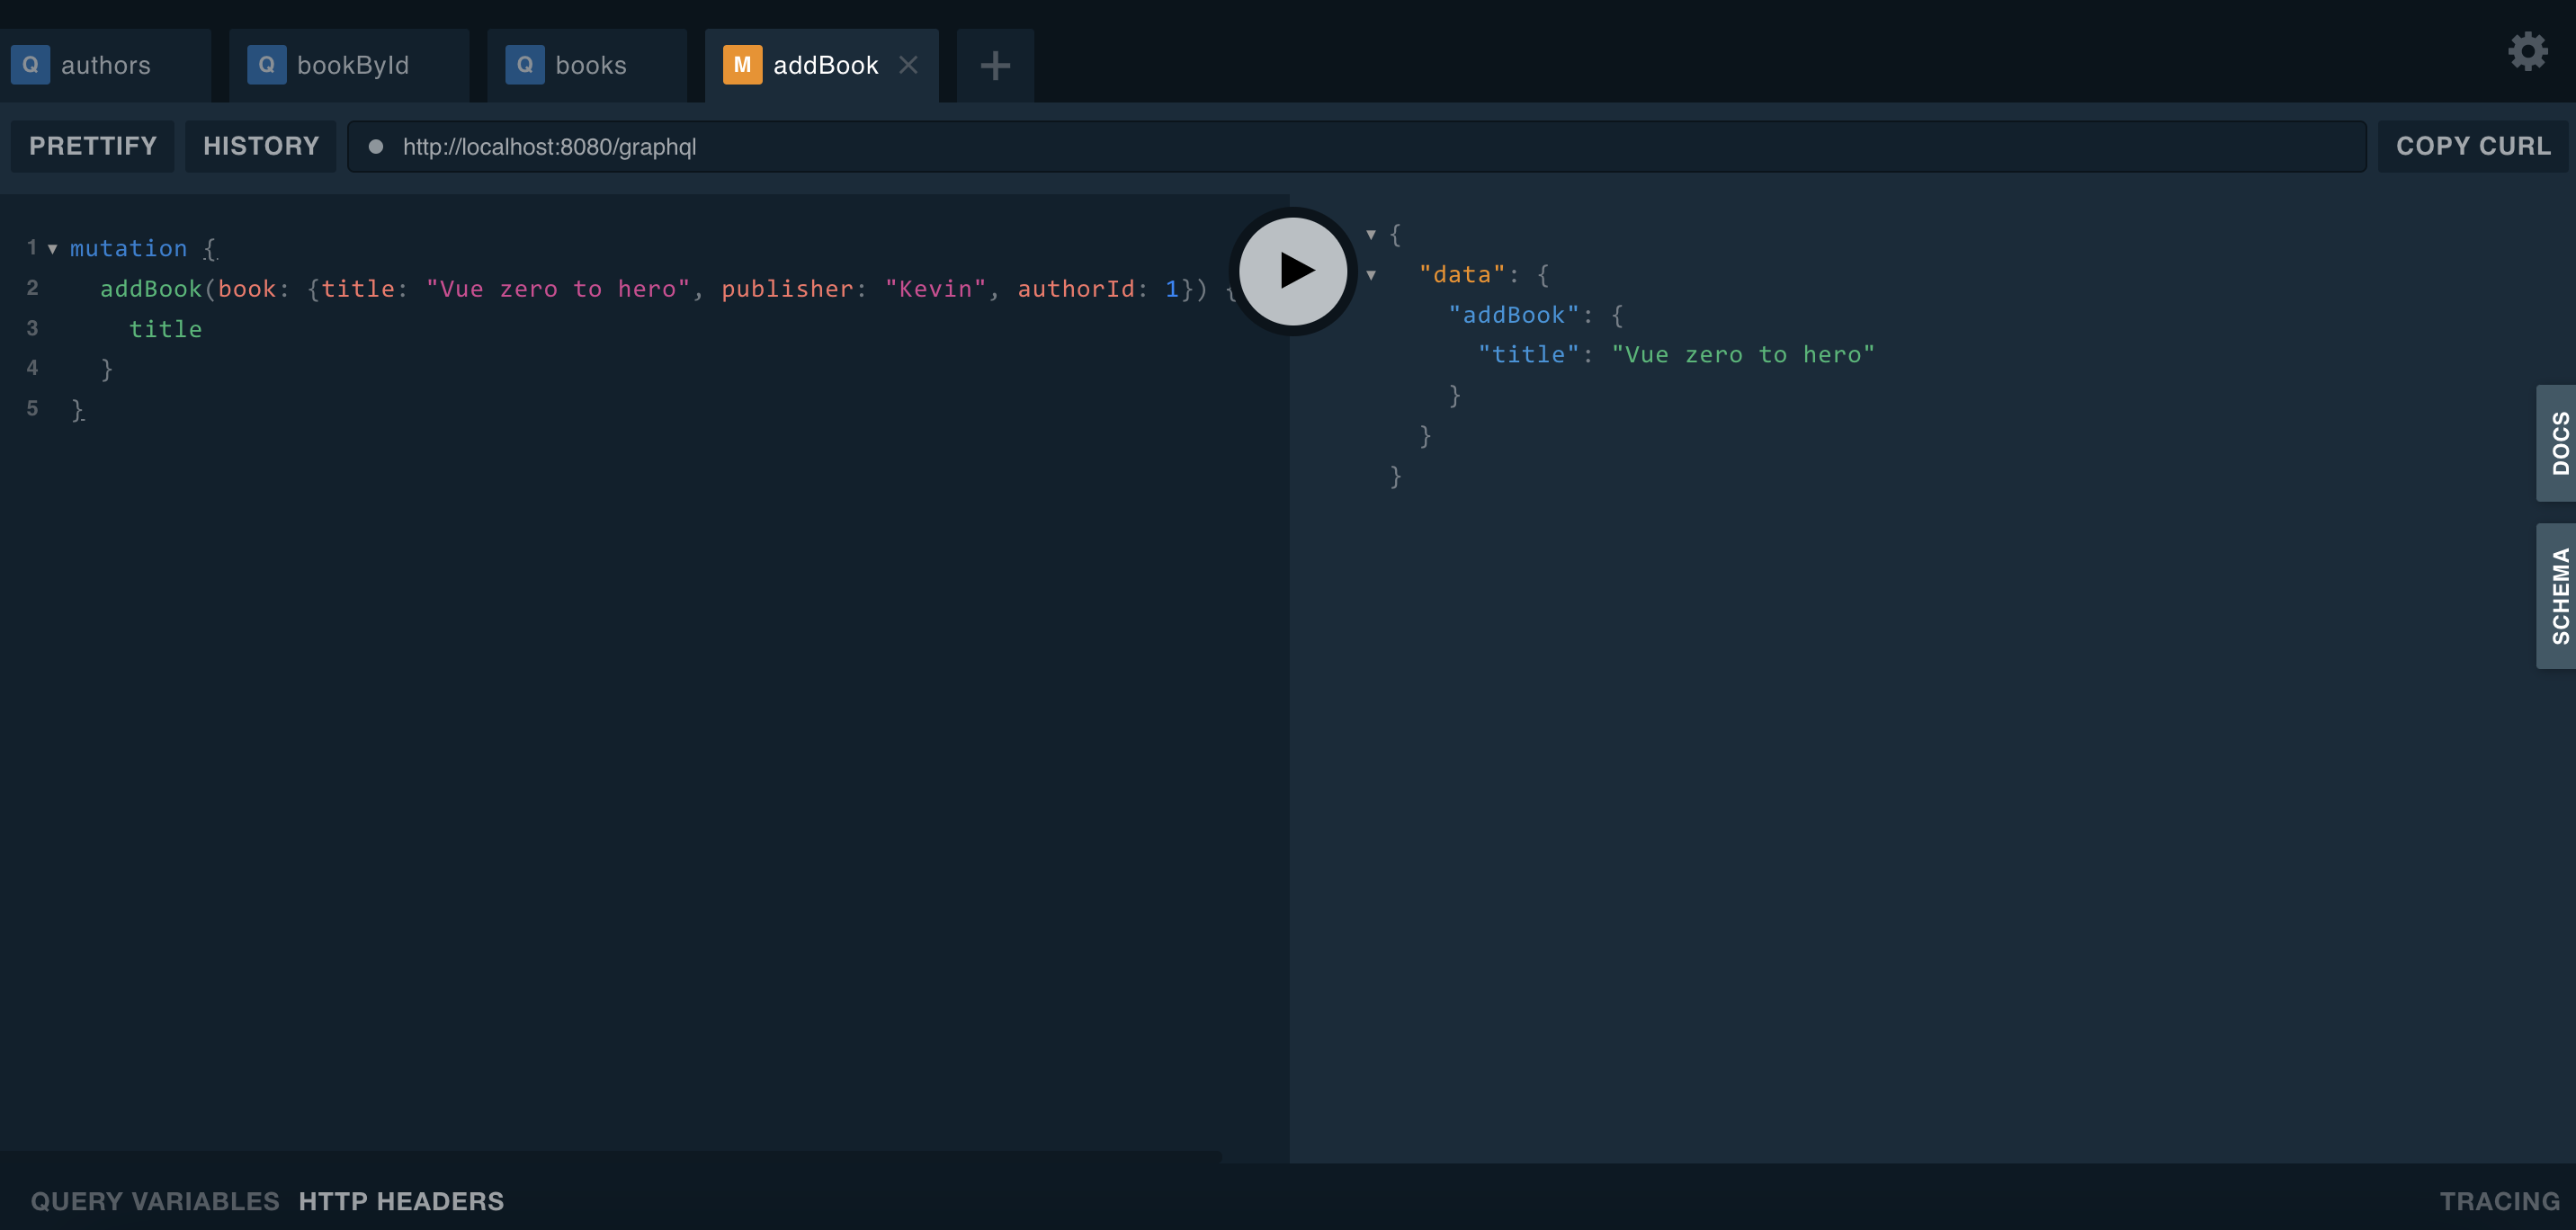 Q authors Q bookById Q books M addBook
PRETTIFY HISTORY http://localhost:8080/graphql COPY CURL
1 mutation {
2 addBook(book: {title: "Vue zero to hero", publisher: "Kevin", authorId: 1}) {
3 title
4 }
5 }
{
"data": {
"addBook": {
"title": "Vue zero to hero"
}
}
}
DOCS
SCHEMA
QUERY VARIABLES HTTP HEADERS TRACING